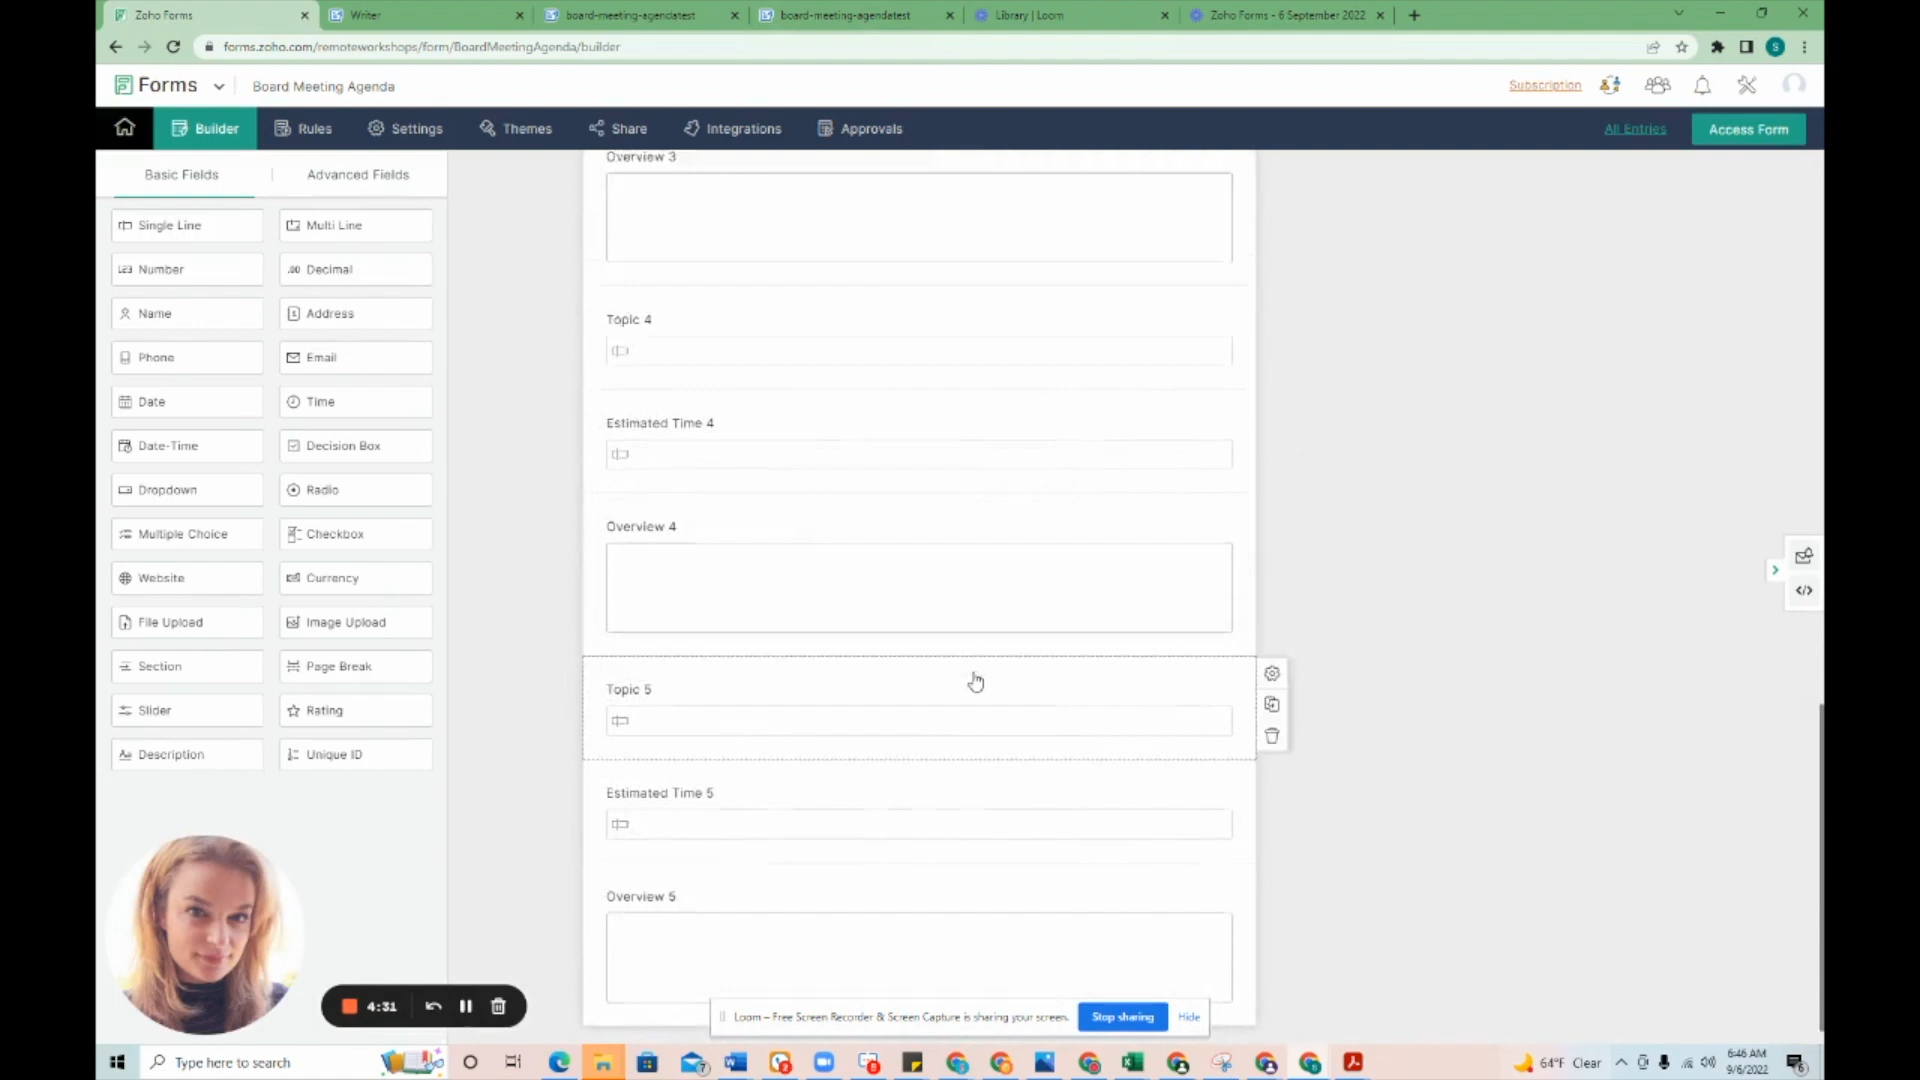 Zoho Forms
Writer
board-meeting-agendatest
board-meeting-agendatest
Library | Loom
Zoho Forms - 6 September 2022
forms.zoho.com/remoteworkshops/form/BoardMeetingAgenda/builder
S
Forms
Board Meeting Agenda
Subscription
Builder
Rules
Settings
Themes
Share
Integrations
Approvals
All Entries
Access Form
Basic Fields
Advanced Fields
Single Line
Multi Line
Number
Decimal
Name
Address
Phone
Email
Date
Time
Date-Time
Decision Box
Dropdown
Radio
Multiple Choice
Checkbox
Website
Currency
File Upload
Image Upload
Section
Page Break
Slider
Rating
Description
Unique ID
Overview 3
Topic 4
Estimated Time 4
Overview 4
Topic 5
Estimated Time 5
Overview 5
4:31
Loom – Free Screen Recorder & Screen Capture is sharing your screen.
Stop sharing
Hide
Type here to search
64°F Clear
6:46 AM
9/6/2022